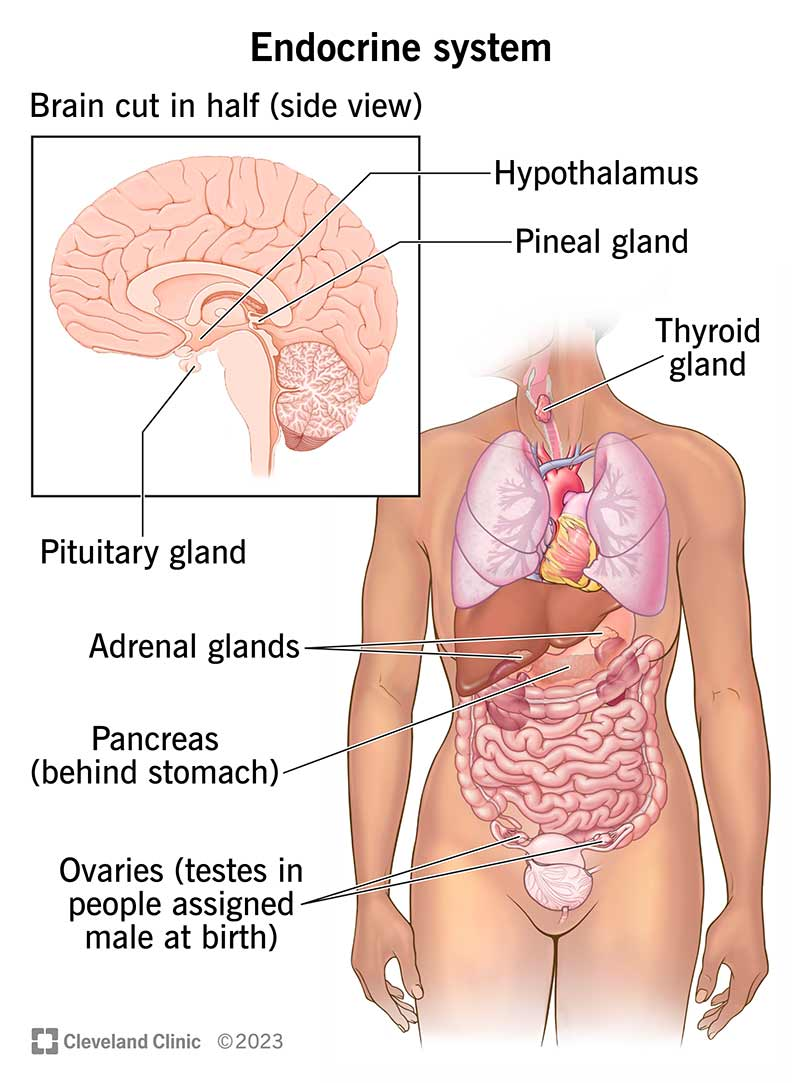 Endocrine system
Brain cut in half (side view)
Hypothalamus
Pineal gland
Thyroid
gland
Pituitary gland
Adrenal glands
Pancreas
(behind stomach)
Ovaries (testes in
people assigned
male at birth)
Cleveland Clinic ©2023